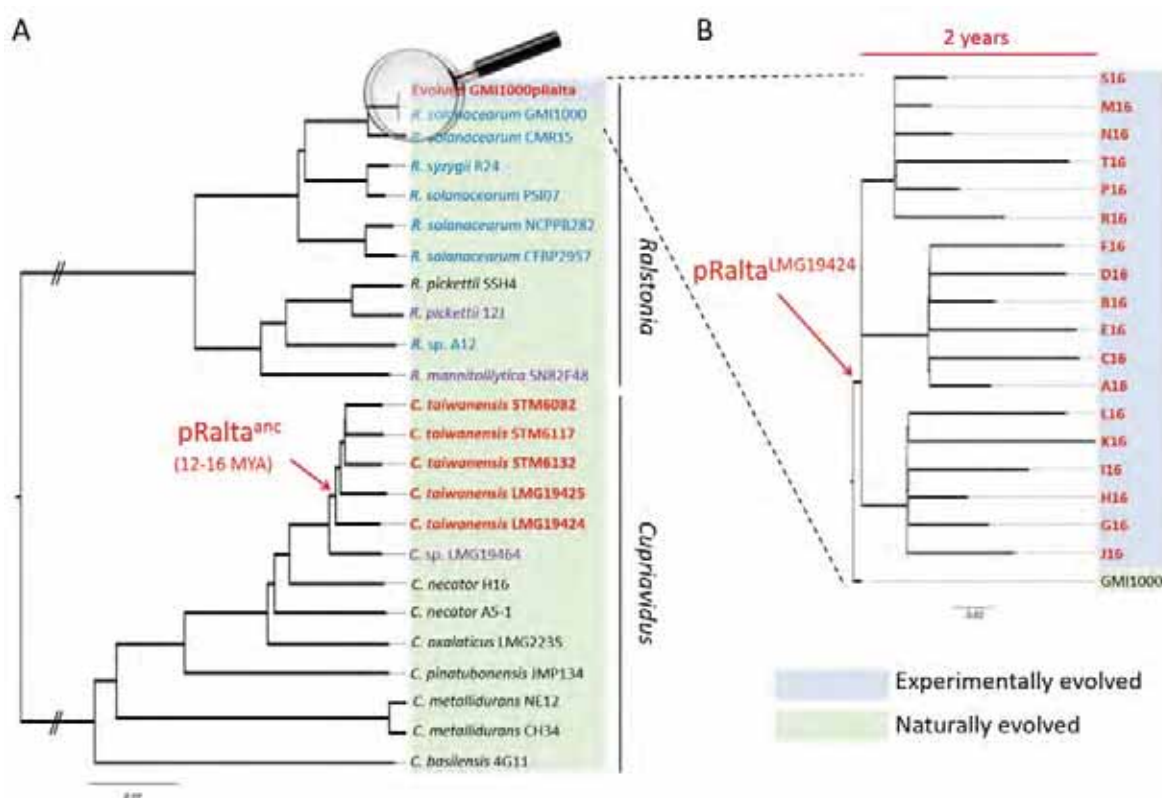 A
B
2 years
Evolved GMI1000pRalta
R. solanacearum GMI1000
R. solanacearum CMR15
R. syzygii R24
R. solanacearum PSI07
R. solanacearum NCPPB282
R. solanacearum CFBP2957
R. pickettii SSH4
R. pickettii 12J
R. sp. A12
R. mannitolilytica SN82F48
Ralstonia
C. taiwanensis STM6082
C. taiwanensis STM6117
C. taiwanensis STM6132
C. taiwanensis LMG19425
C. taiwanensis LMG19424
C. sp. LMG19464
C. necator H16
C. necator A5-1
C. oxalaticus LMG2235
C. pinatubonensis JMP134
C. metallidurans NE12
C. metallidurans CH34
C. basilensis 4G11
Cupriavidus
pRalta^anc
(12-16 MYA)
pRalta^LMG19424
S16
M16
N16
T16
P16
R16
F16
D16
B16
E16
C16
A16
L16
K16
I16
H16
G16
J16
GMI1000
Experimentally evolved
Naturally evolved